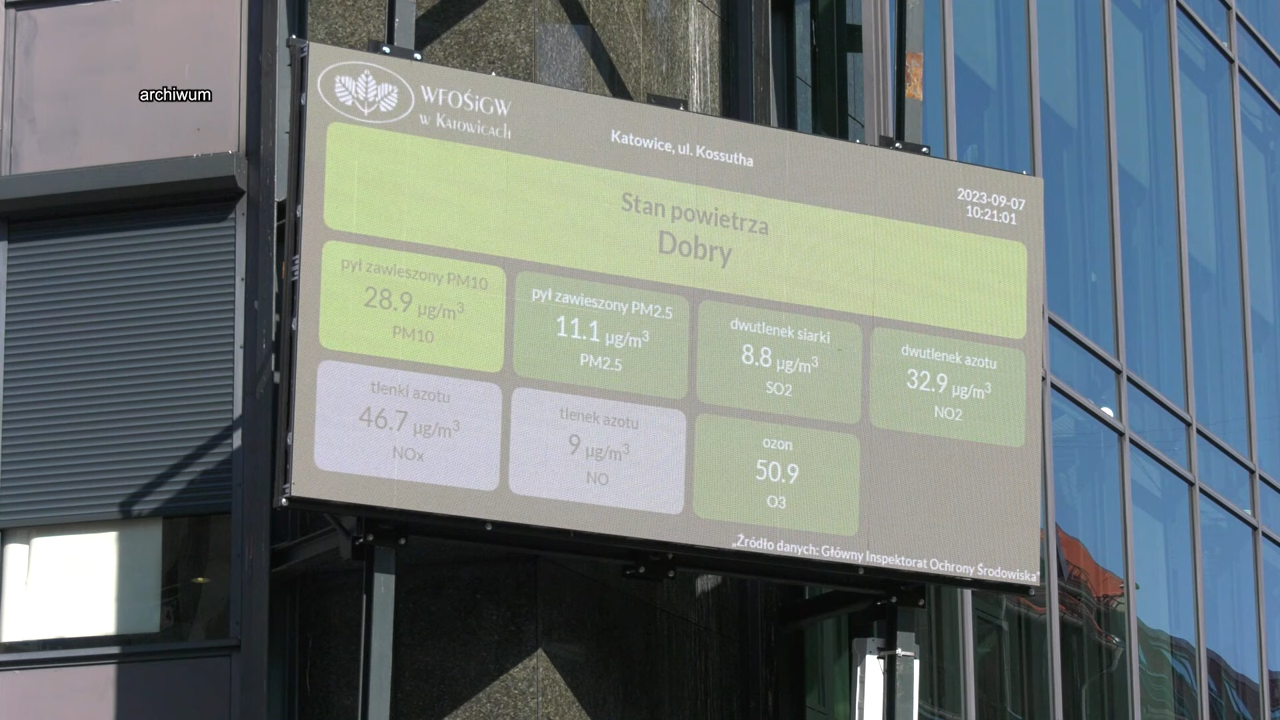 archiwum
WFOŚiGW
w Katowicach
Katowice, ul. Kossutha
2023-09-07
10:21:01
Stan powietrza
Dobry
pył zawieszony PM10
28.9 µg/m³
PM10
pył zawieszony PM2.5
11.1 µg/m³
PM2.5
dwutlenek siarki
8.8 µg/m³
SO2
dwutlenek azotu
32.9 µg/m³
NO2
tlenki azotu
46.7 µg/m³
NOx
tlenek azotu
9 µg/m³
NO
ozon
50.9
O3
„Źródło danych: Główny Inspektorat Ochrony Środowiska"